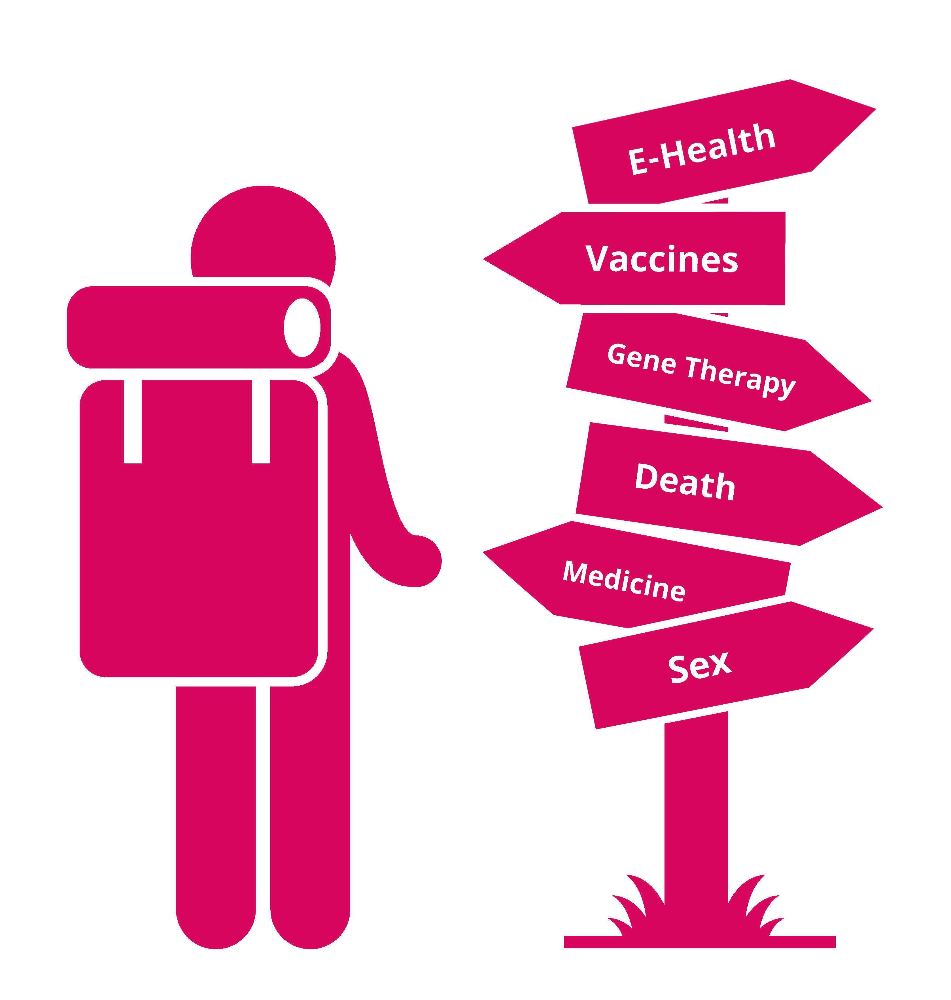 E-Health
Vaccines
Gene Therapy
Death
Medicine
Sex